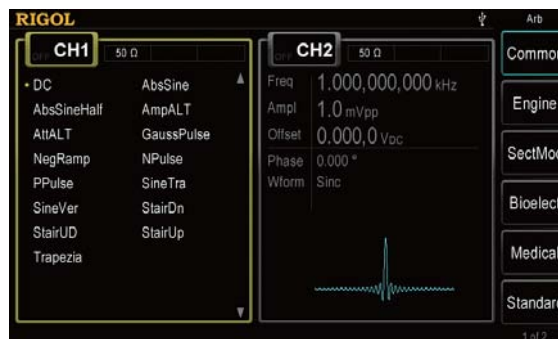 RIGOL
Arb
OFF CH1 50 Ω
DC AbsSine
AbsSineHalf AmpALT
AttALT GaussPulse
NegRamp NPulse
PPulse SineTra
SineVer StairDn
StairUD StairUp
Trapezia
OFF CH2 50 Ω
Freq 1.000,000,000 kHz
Ampl 1.0 mVpp
Offset 0.000,0 VDC
Phase 0.000 °
Wform Sinc
Common
Engine
SectMod
Bioelect
Medical
Standard
1 of 2